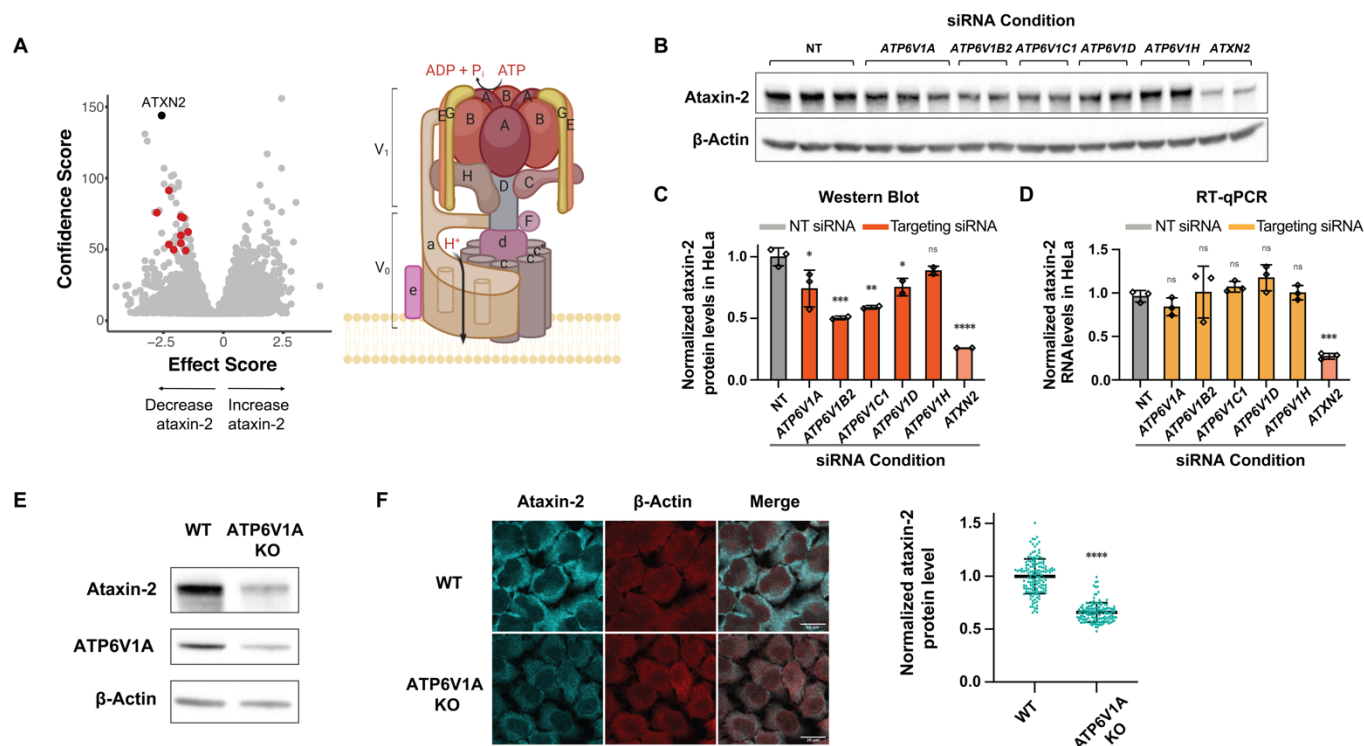 A
Confidence Score
150
100
50
0
ATXN2
−2.5
0
2.5
Effect Score
Decrease
ataxin-2
Increase
ataxin-2
ADP + Pi
ATP
A
B
A
E
G
G
E
B
A
B
V1
H
D
C
F
V0
a
H+
d
c
c
c"
e
B
siRNA Condition
NT
ATP6V1A
ATP6V1B2
ATP6V1C1
ATP6V1D
ATP6V1H
ATXN2
Ataxin-2
β-Actin
C
Western Blot
NT siRNA
Targeting siRNA
Normalized ataxin-2
protein levels in HeLa
1.0
0.5
0.0
*
***
**
*
ns
****
NT
ATP6V1A
ATP6V1B2
ATP6V1C1
ATP6V1D
ATP6V1H
ATXN2
siRNA Condition
D
RT-qPCR
NT siRNA
Targeting siRNA
Normalized ataxin-2
RNA levels in HeLa
1.5
1.0
0.5
0.0
ns
ns
ns
ns
ns
***
NT
ATP6V1A
ATP6V1B2
ATP6V1C1
ATP6V1D
ATP6V1H
ATXN2
siRNA Condition
E
WT
ATP6V1A
KO
Ataxin-2
ATP6V1A
β-Actin
F
Ataxin-2
β-Actin
Merge
WT
ATP6V1A
KO
20 μm
Normalized ataxin-2
protein level
1.5
1.0
0.5
0.0
****
WT
ATP6V1A
KO